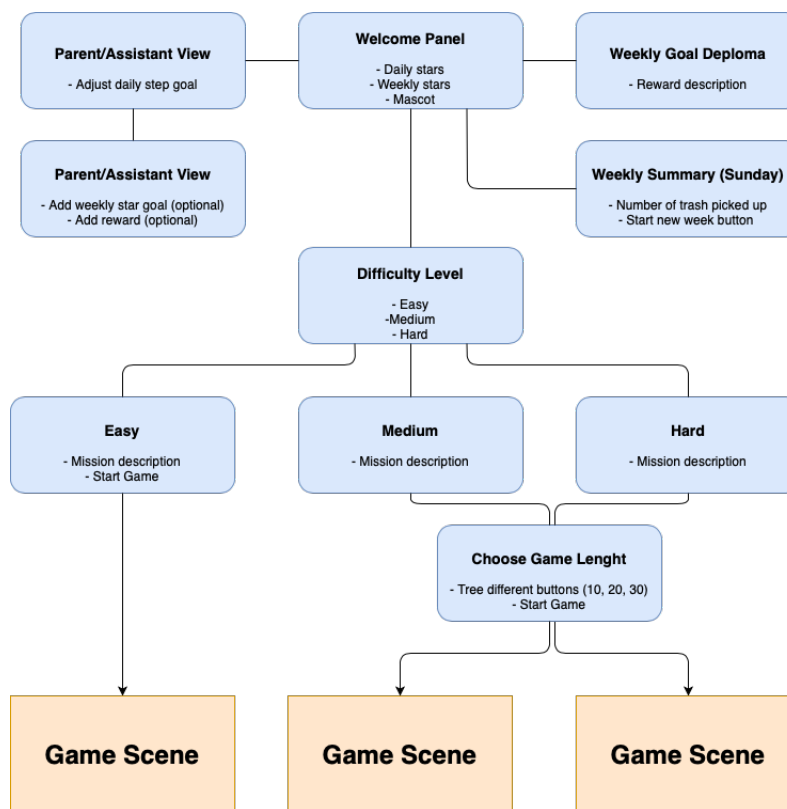 Parent/Assistant View
- Adjust daily step goal
Welcome Panel
- Daily stars
- Weekly stars
- Mascot
Weekly Goal Deploma
- Reward description
Parent/Assistant View
- Add weekly star goal (optional)
- Add reward (optional)
Weekly Summary (Sunday)
- Number of trash picked up
- Start new week button
Difficulty Level
- Easy
-Medium
- Hard
Easy
- Mission description
- Start Game
Medium
- Mission description
Hard
- Mission description
Choose Game Lenght
- Tree different buttons (10, 20, 30)
- Start Game
Game Scene
Game Scene
Game Scene